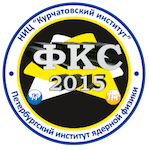 НИЦ "Курчатовский институт"
ФКС
2015
Петербургский институт ядерной физики